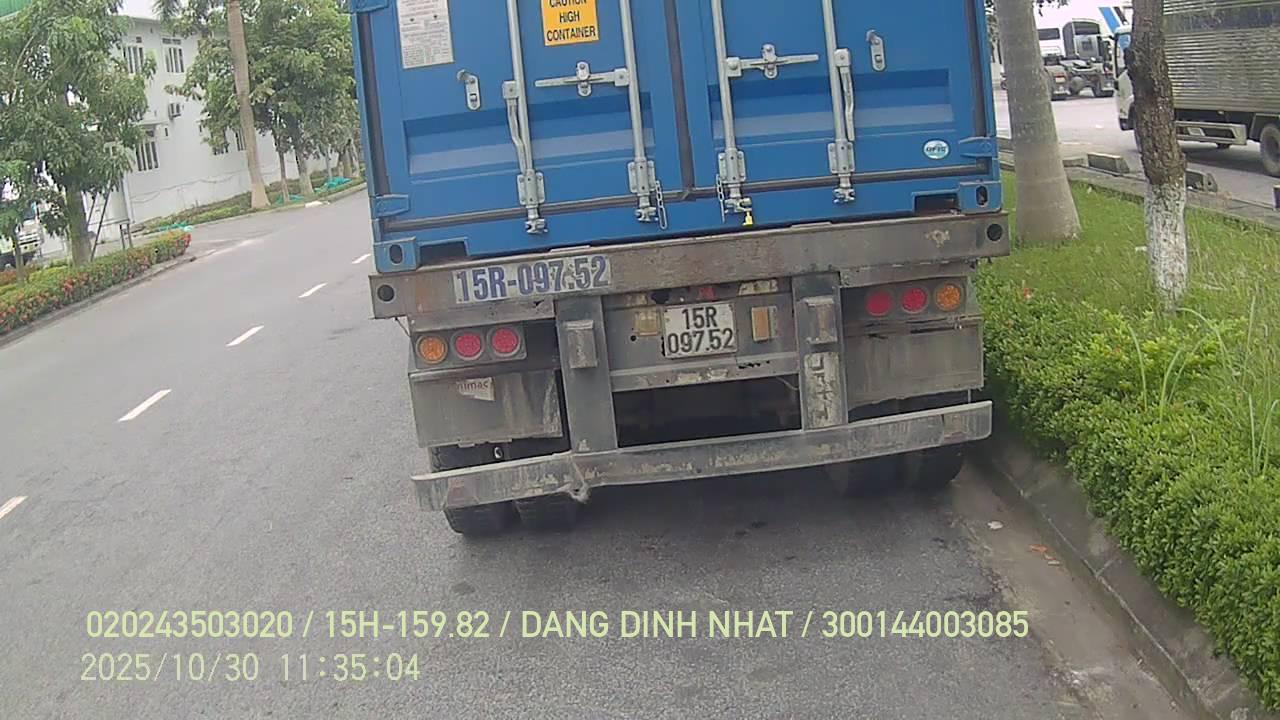 CAUTION
HIGH
CONTAINER
15R-097.52
15R
097.52
020243503020 / 15H-159.82 / DANG DINH NHAT / 300144003085
2025/10/30 11:35:04